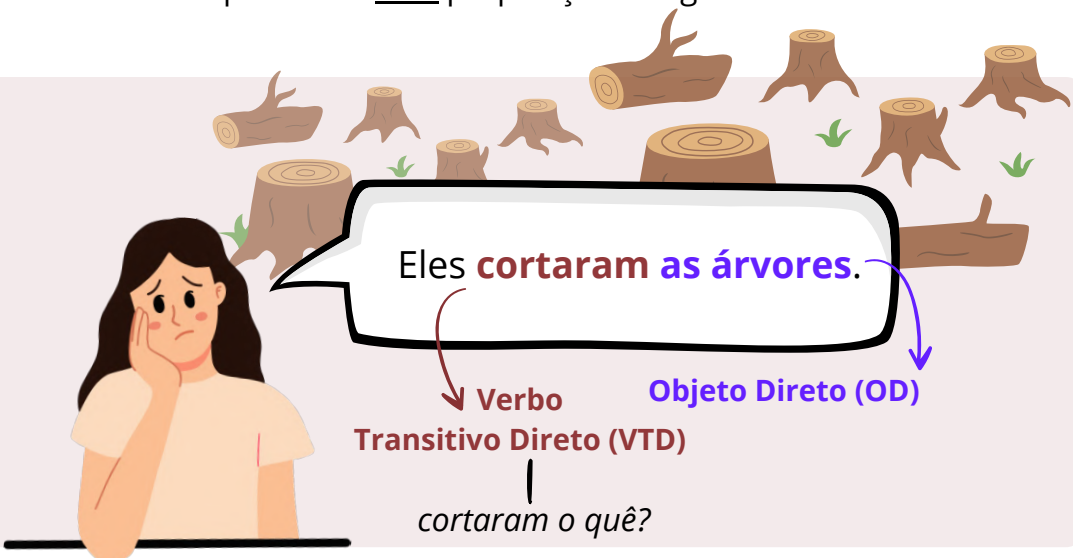 Eles cortaram as árvores.
Objeto Direto (OD)
Verbo
Transitivo Direto (VTD)
cortaram o quê?